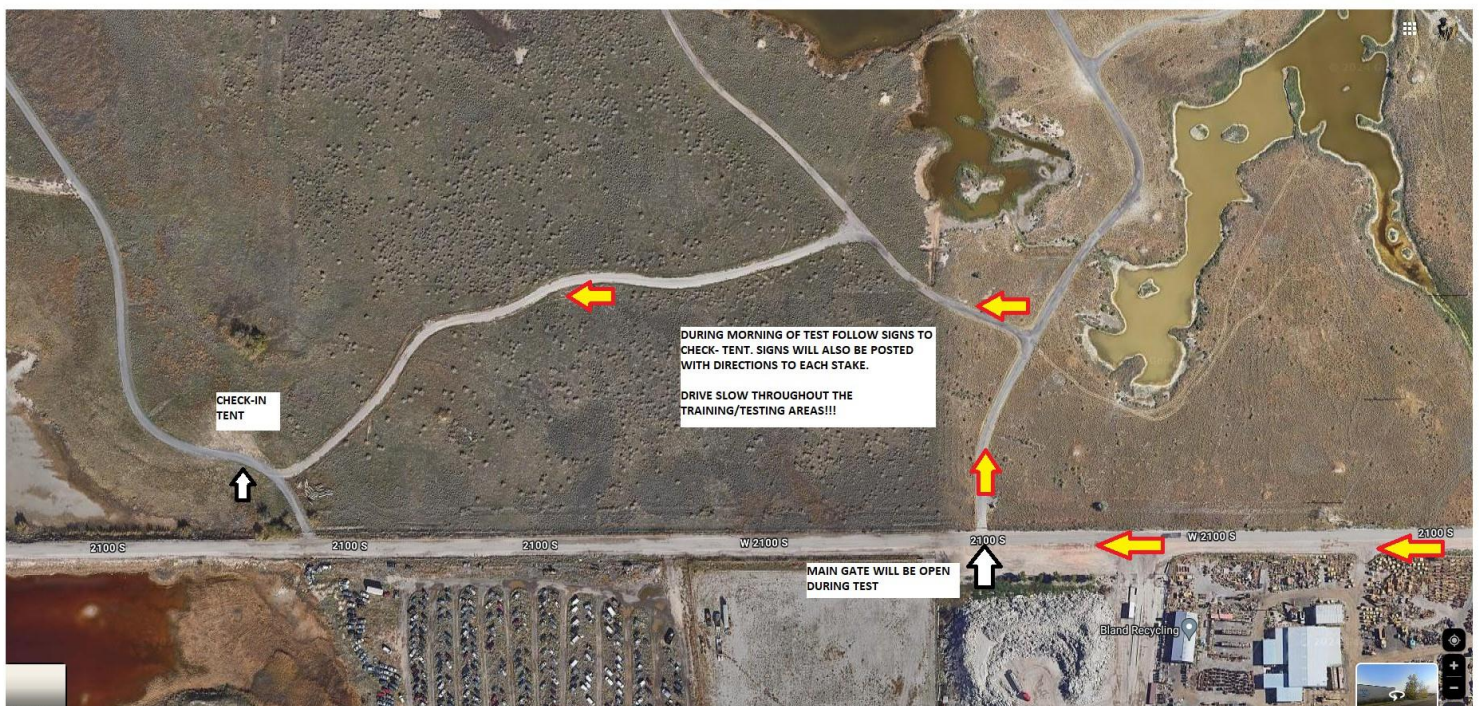 DURING MORNING OF TEST FOLLOW SIGNS TO
CHECK- TENT. SIGNS WILL ALSO BE POSTED
WITH DIRECTIONS TO EACH STAKE.
DRIVE SLOW THROUGHOUT THE
TRAINING/TESTING AREAS!!!
CHECK-IN
TENT
2100 S
2100 S
2100 S
W 2100 S
2100 S
W 2100 S
2100 S
MAIN GATE WILL BE OPEN
DURING TEST
Bland Recycling